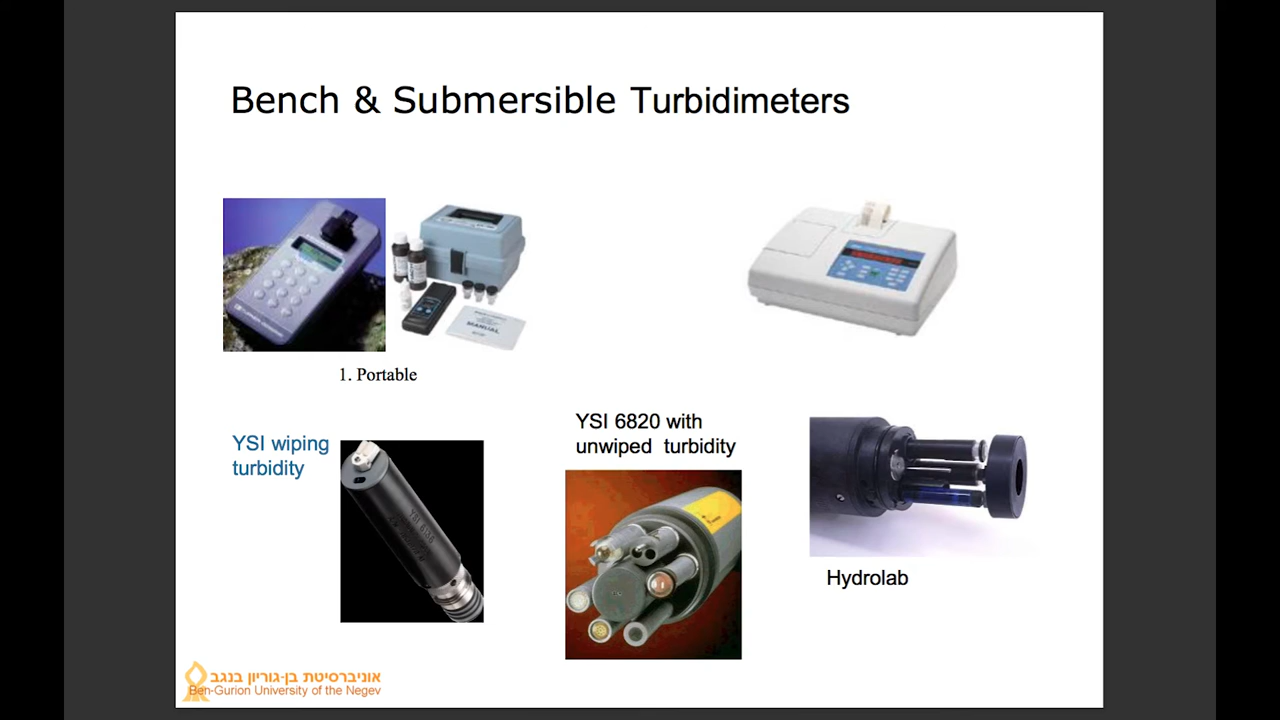 Bench & Submersible Turbidimeters
MANUAL
1. Portable
YSI wiping
turbidity
YSI 6820 with
unwiped turbidity
Hydrolab
אוניברסיטת בן-גוריון בנגב
Ben-Gurion University of the Negev